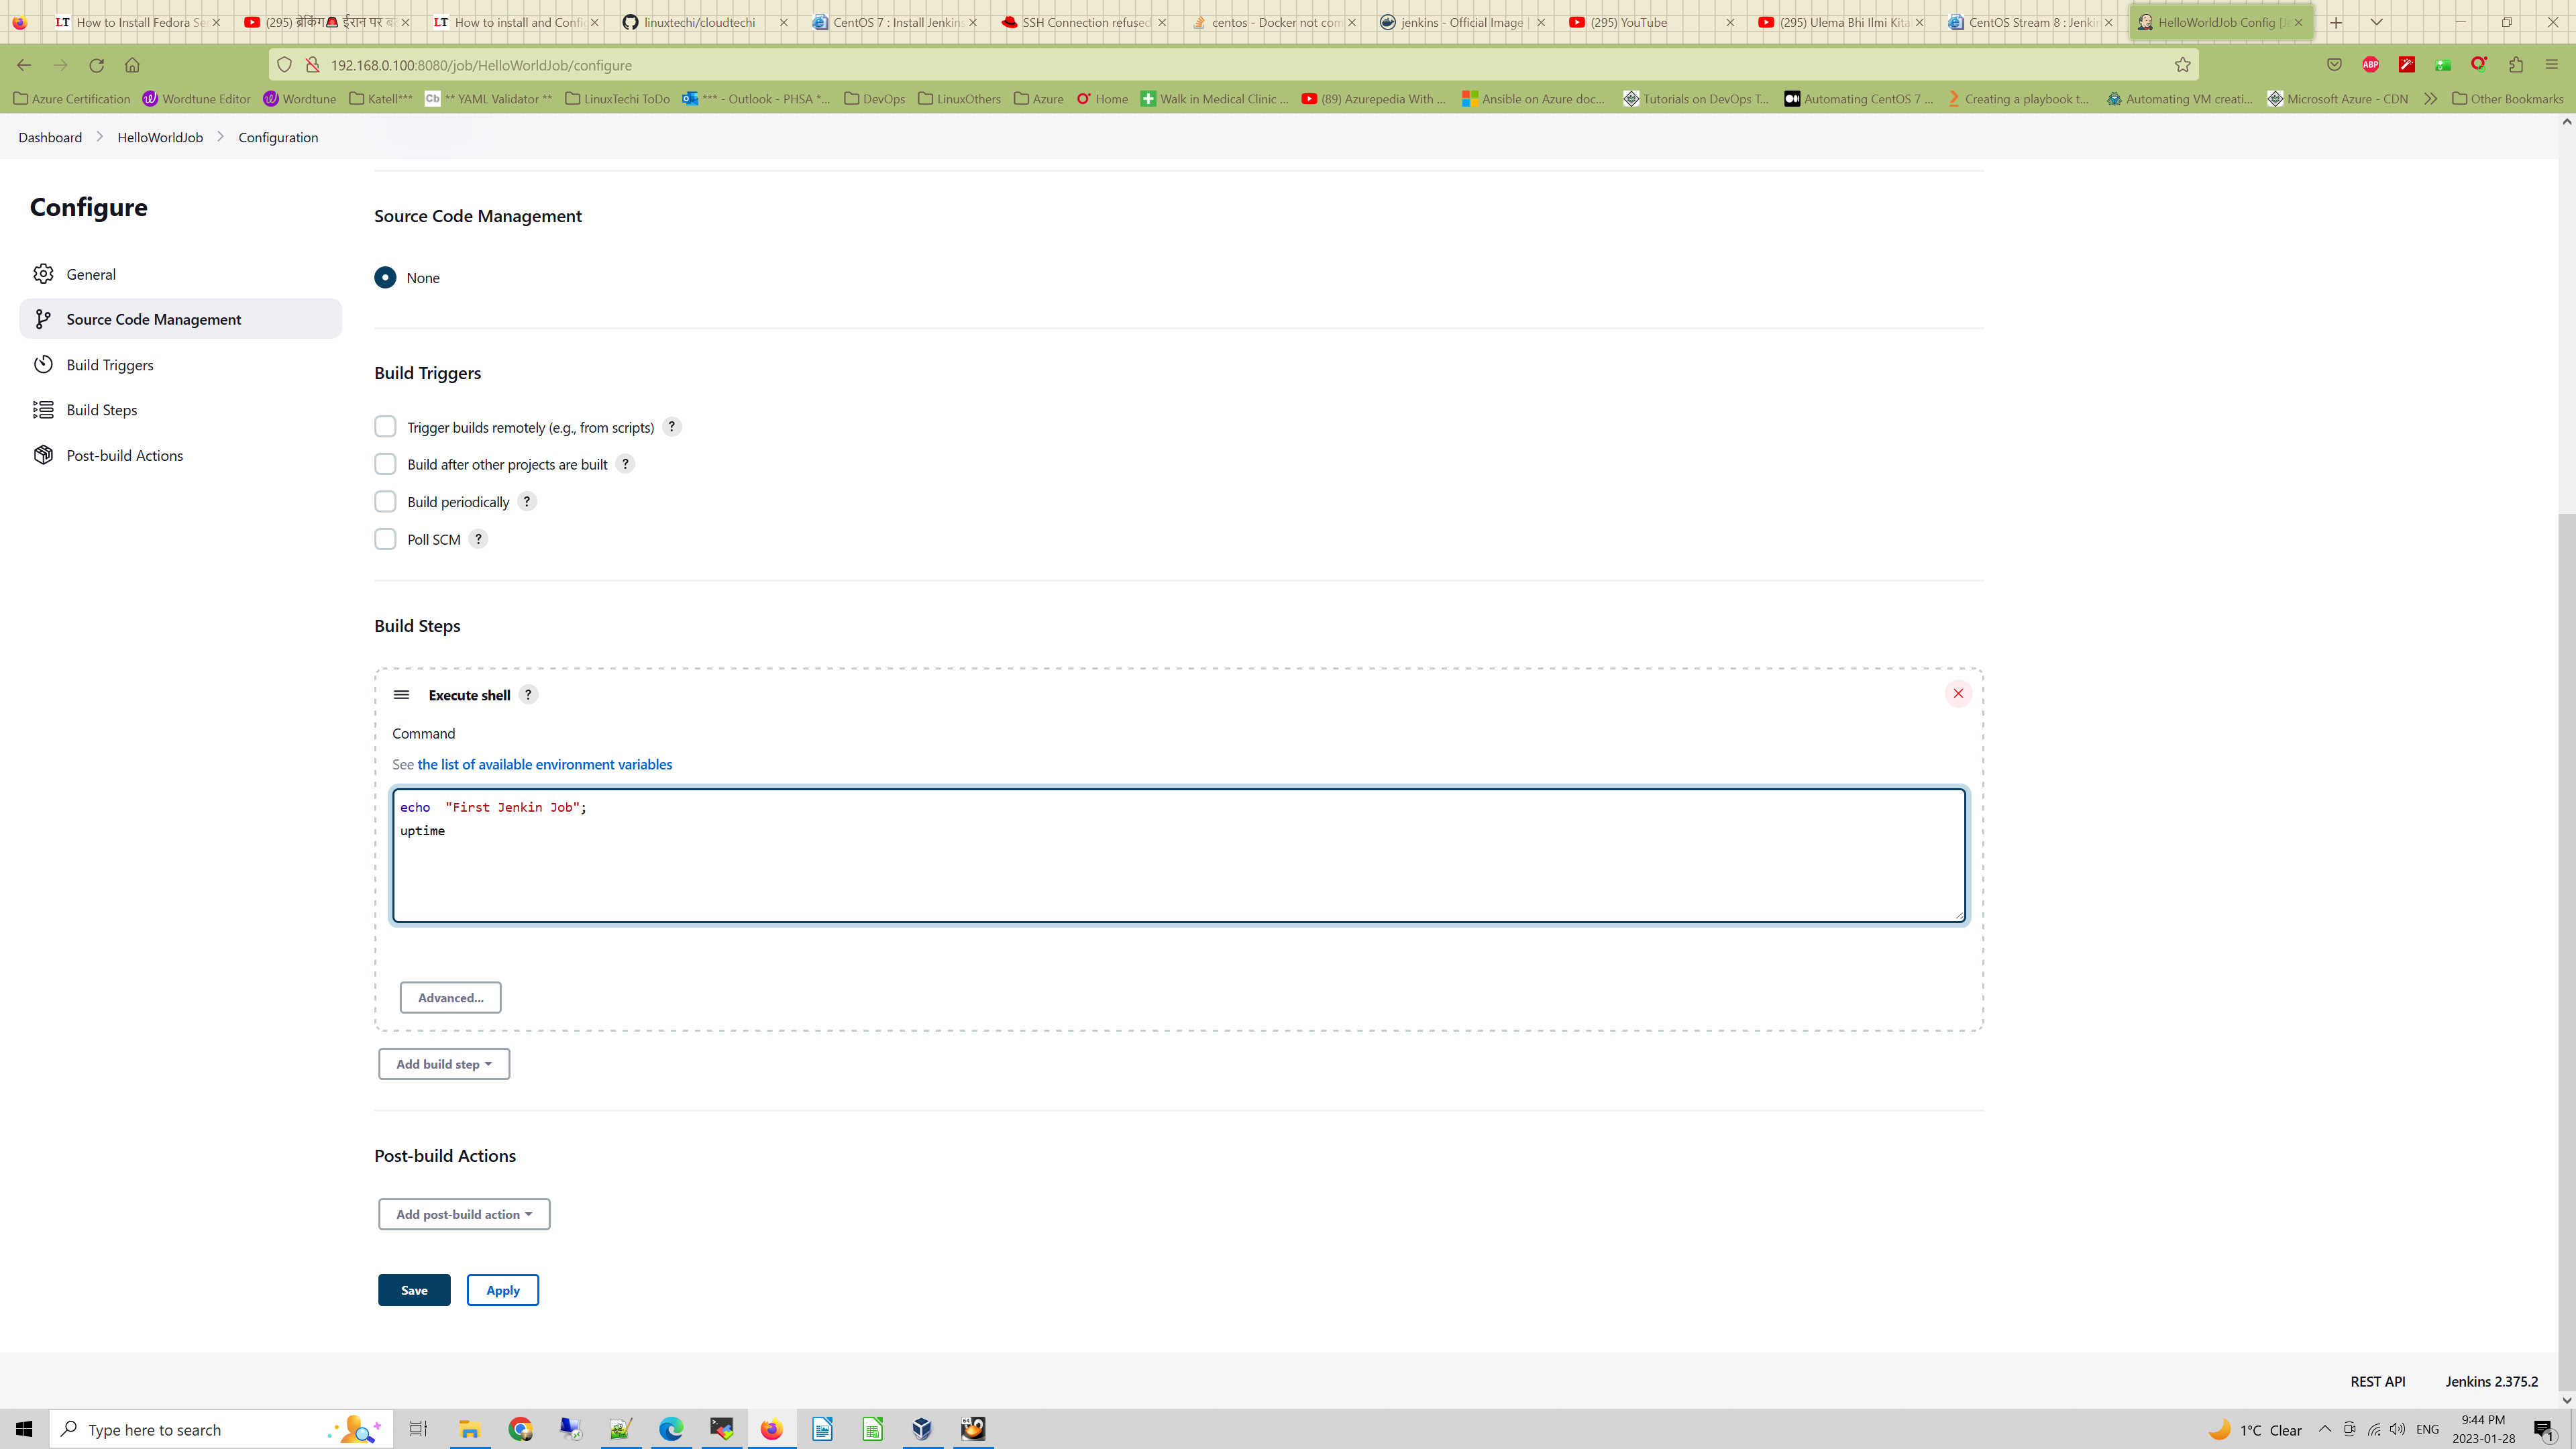 How to Install Fedora Se
(295) ब्रेकिंग🚨 ईरान पर ब
How to install and Config
linuxtechi/cloudtechi
CentOS 7 : Install Jenkins
SSH Connection refused
centos - Docker not com
jenkins - Official Image |
(295) YouTube
(295) Ulema Bhi Ilmi Kita
CentOS Stream 8 : Jenkin
HelloWorldJob Config [Je
192.168.0.100:8080/job/HelloWorldJob/configure
ABP
Azure Certification
Wordtune Editor
Wordtune
Katell***
** YAML Validator **
LinuxTechi ToDo
*** - Outlook - PHSA *...
DevOps
LinuxOthers
Azure
Home
Walk in Medical Clinic ...
(89) Azurepedia With ...
Ansible on Azure doc...
Tutorials on DevOps T...
Automating CentOS 7 ...
Creating a playbook t...
Automating VM creati...
Microsoft Azure - CDN
Other Bookmarks
Dashboard > HelloWorldJob > Configuration
Configure
General
Source Code Management
Build Triggers
Build Steps
Post-build Actions
Source Code Management
None
Build Triggers
Trigger builds remotely (e.g., from scripts) ?
Build after other projects are built ?
Build periodically ?
Poll SCM ?
Build Steps
Execute shell ?
Command
See the list of available environment variables
echo  "First Jenkin Job";
uptime
Advanced...
Add build step
Post-build Actions
Add post-build action
Save
Apply
REST API
Jenkins 2.375.2
Type here to search
1°C Clear
ENG
9:44 PM
2023-01-28
1